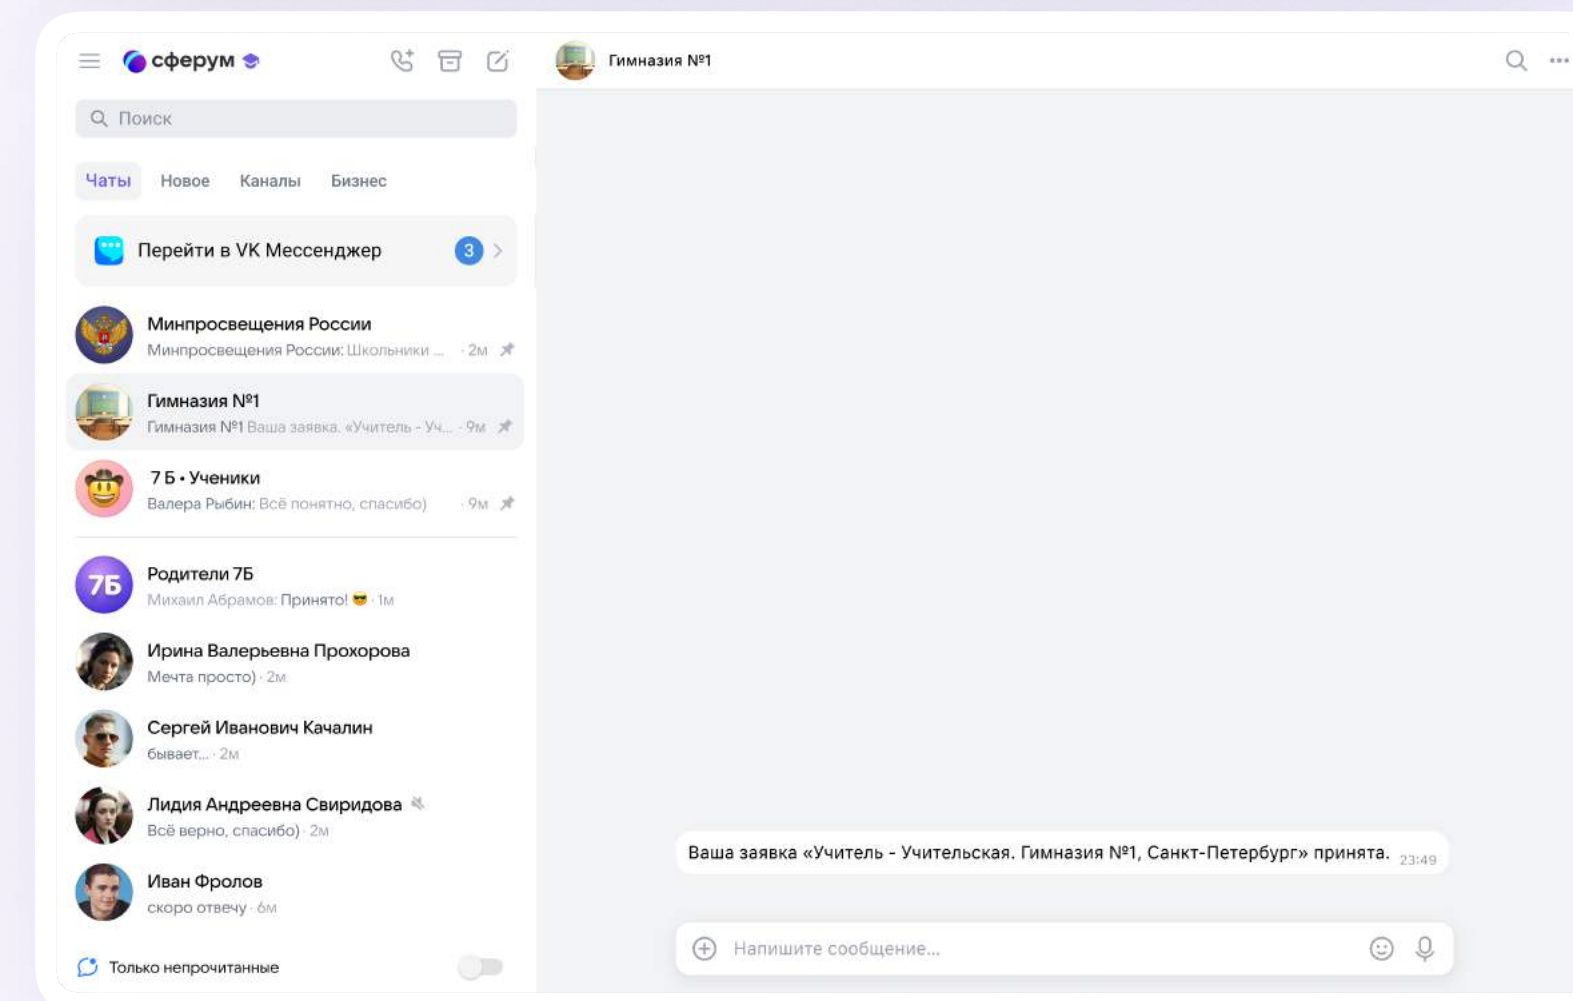 сферум
Гимназия №1
Поиск
Чаты Новое Каналы Бизнес
Перейти в VK Мессенджер 3
Минпросвещения России
Минпросвещения России: Школьники ... · 2м
Гимназия №1
Гимназия №1 Ваша заявка. «Учитель - Уч... · 9м
7 Б • Ученики
Валера Рыбин: Всё понятно, спасибо) · 9м
7Б
Родители 7Б
Михаил Абрамов: Принято! 😎 · 1м
Ирина Валерьевна Прохорова
Мечта просто) · 2м
Сергей Иванович Качалин
бывает... · 2м
Лидия Андреевна Свиридова
Всё верно, спасибо) · 2м
Иван Фролов
скоро отвечу · 6м
Только непрочитанные
Ваша заявка «Учитель - Учительская. Гимназия №1, Санкт-Петербург» принята. 23:49
Напишите сообщение...